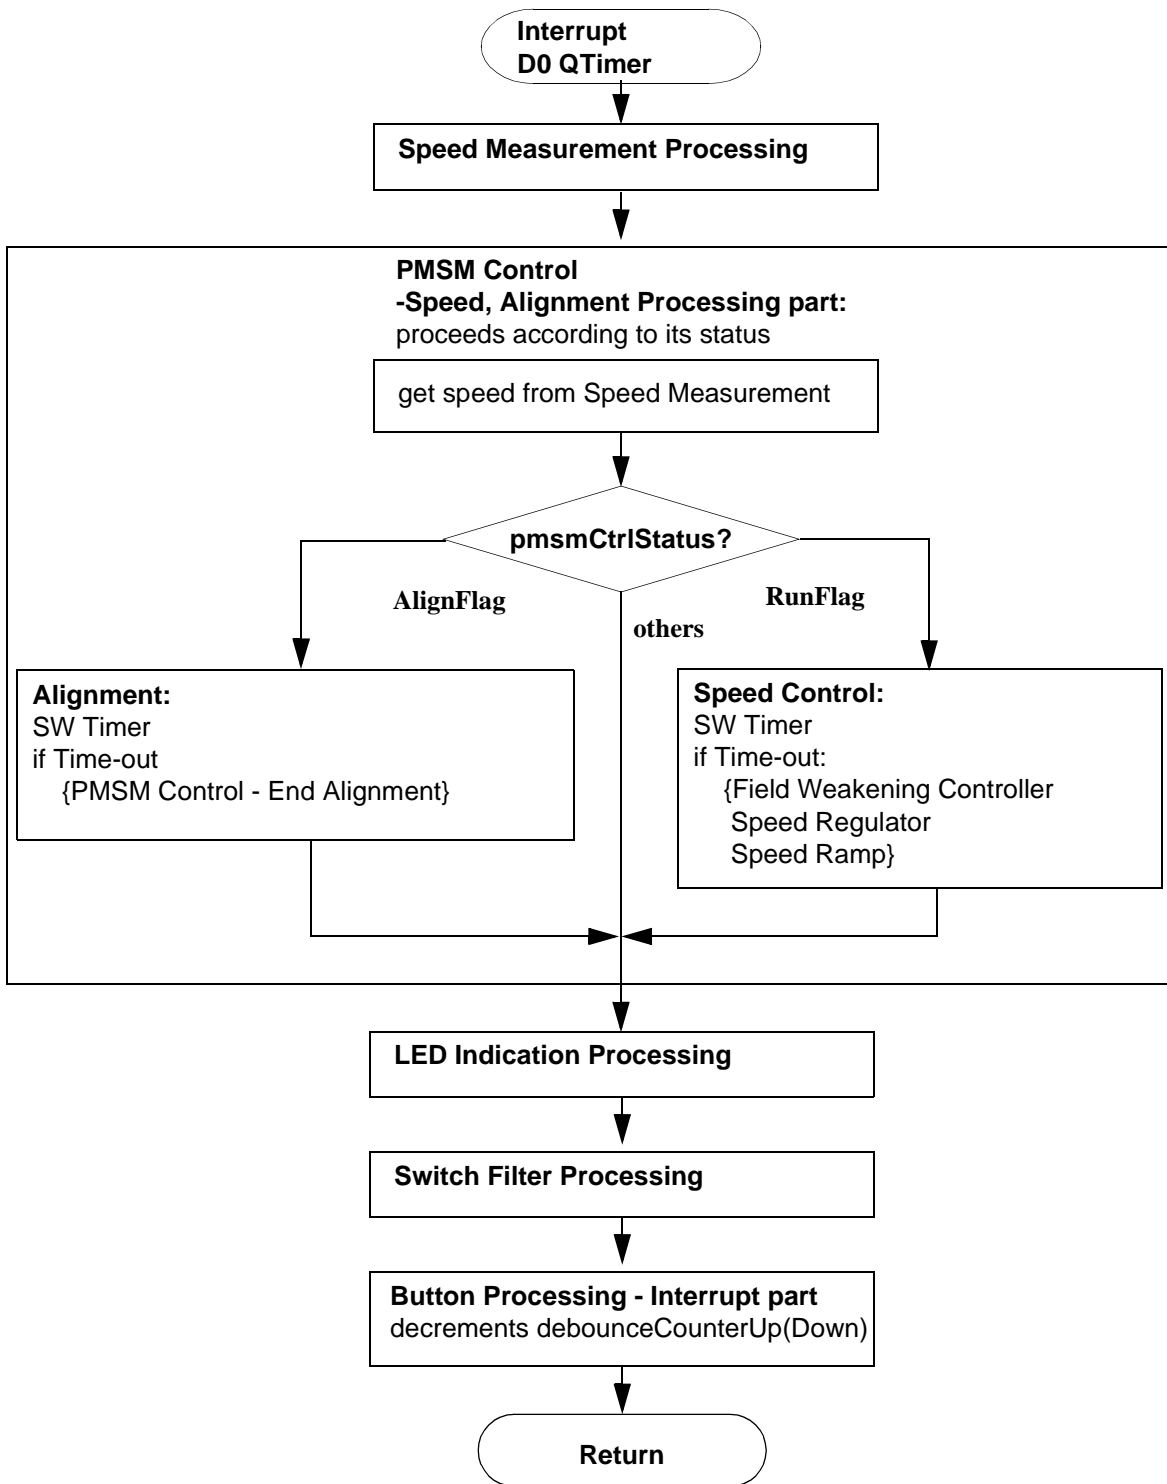 Interrupt
D0 QTimer
Speed Measurement Processing
PMSM Control
-Speed, Alignment Processing part:
proceeds according to its status
get speed from Speed Measurement
pmsmCtrlStatus?
AlignFlag
RunFlag
others
Alignment:
SW Timer
if Time-out
{PMSM Control - End Alignment}
Speed Control:
SW Timer
if Time-out:
{Field Weakening Controller
Speed Regulator
Speed Ramp}
LED Indication Processing
Switch Filter Processing
Button Processing - Interrupt part
decrements debounceCounterUp(Down)
Return